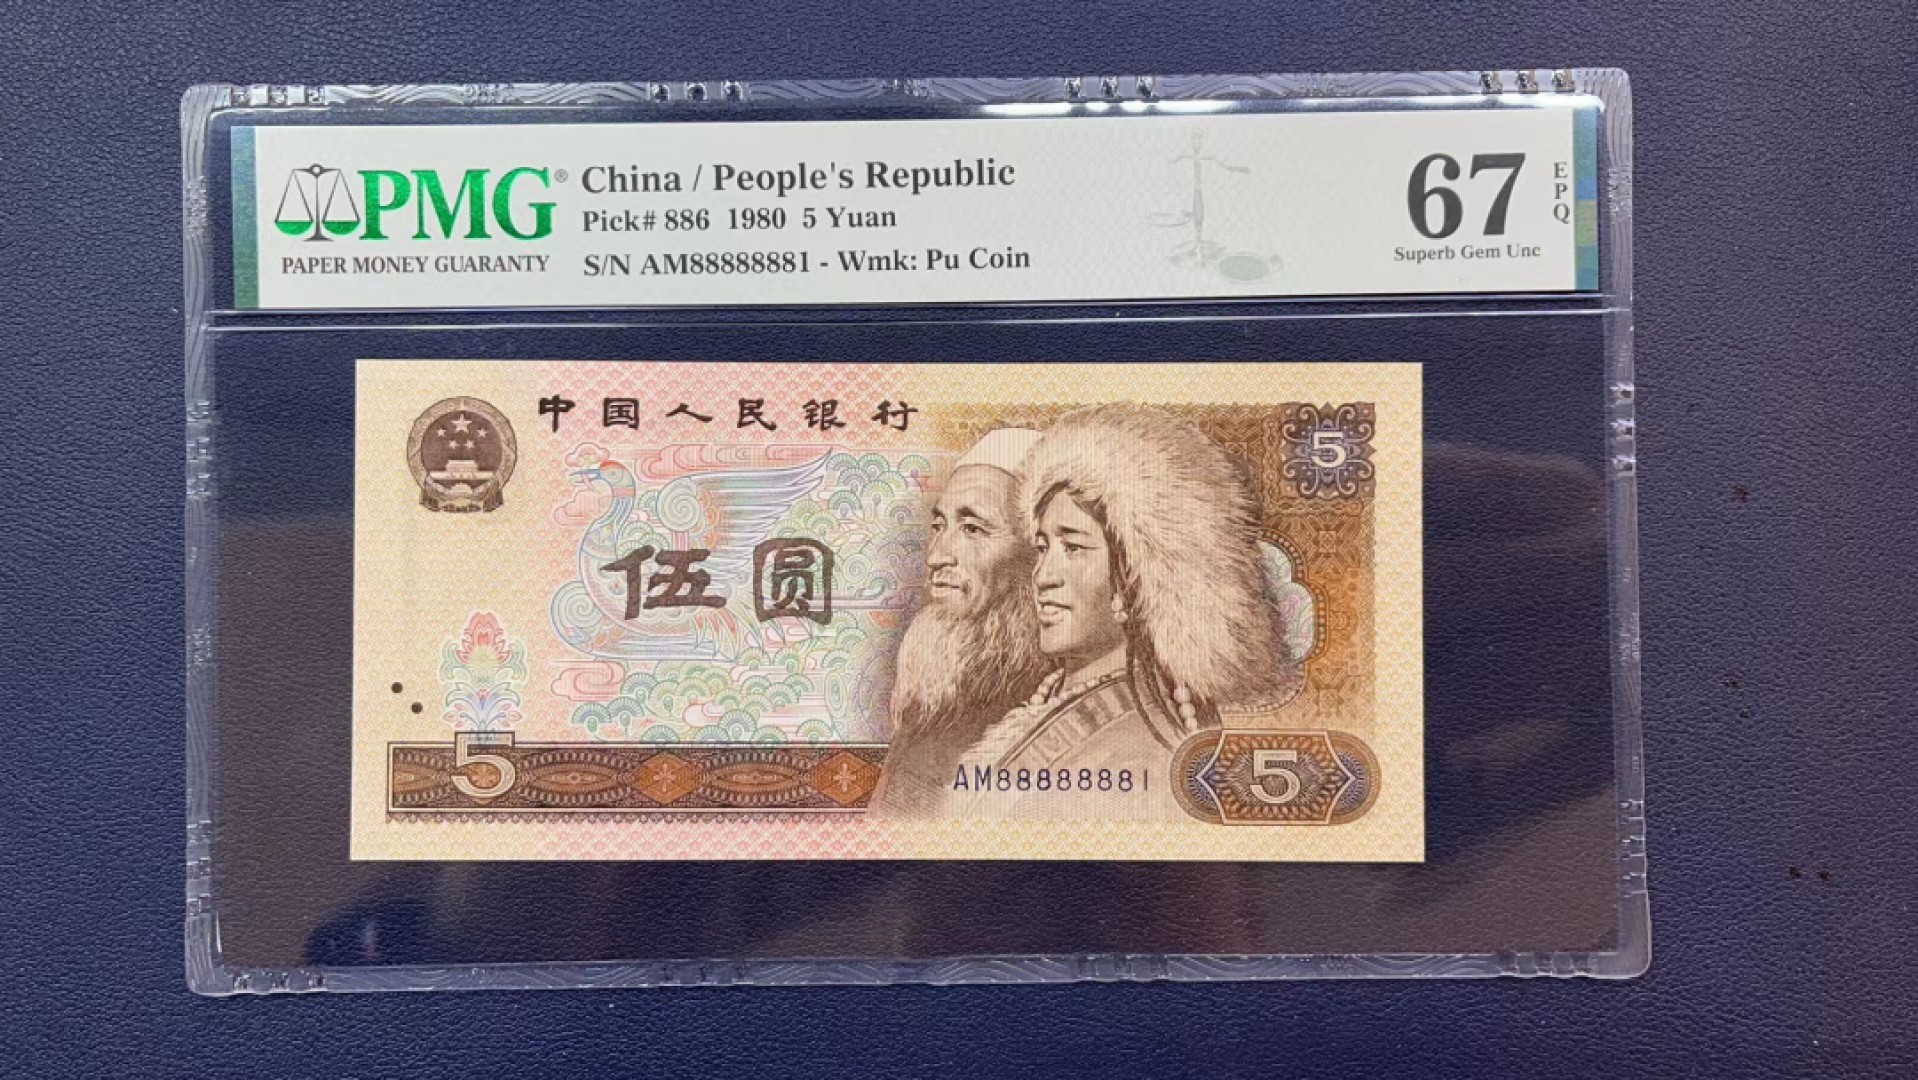 PMG®
PAPER MONEY GUARANTY
China / People's Republic
Pick# 886 1980 5 Yuan
S/N AM88888881 - Wmk: Pu Coin
67
EPQ
Superb Gem Unc
中国人民银行
5
伍圆
5
AM88888881
5